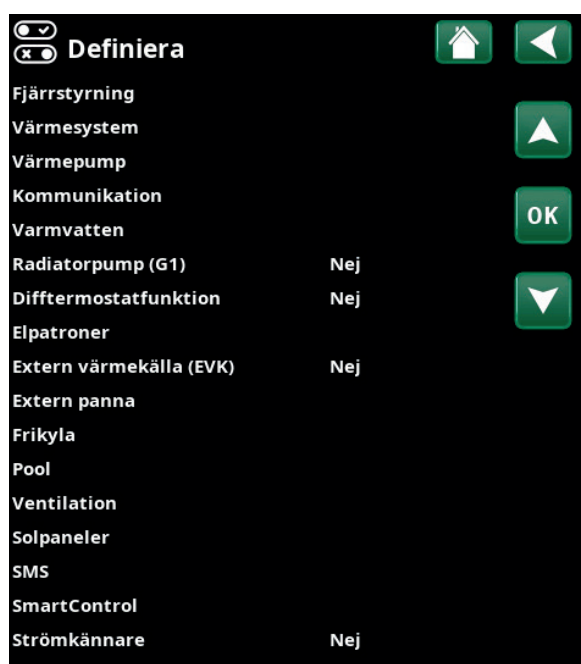 Definiera
Fjärrstyrning
Värmesystem
Värmepump
Kommunikation
OK
Varmvatten
Radiatorpump (G1) Nej
Difftermostatfunktion Nej
Elpatroner
Extern värmekälla (EVK) Nej
Extern panna
Frikyla
Pool
Ventilation
Solpaneler
SMS
SmartControl
Strömkännare Nej